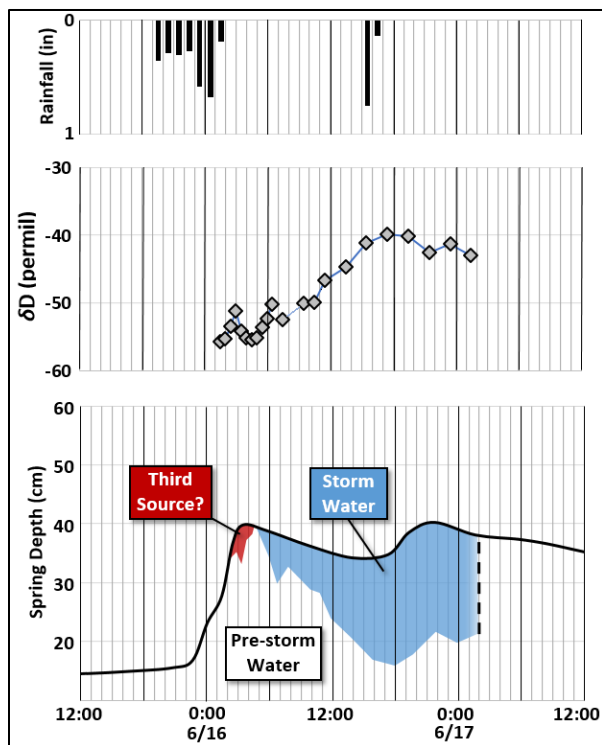 Rainfall (in)
0
1
δD (permil)
-30
-40
-50
-60
Spring Depth (cm)
60
50
40
30
20
Third
Source?
Storm
Water
Pre-storm
Water
12:00
0:00
12:00
0:00
12:00
6/16
6/17